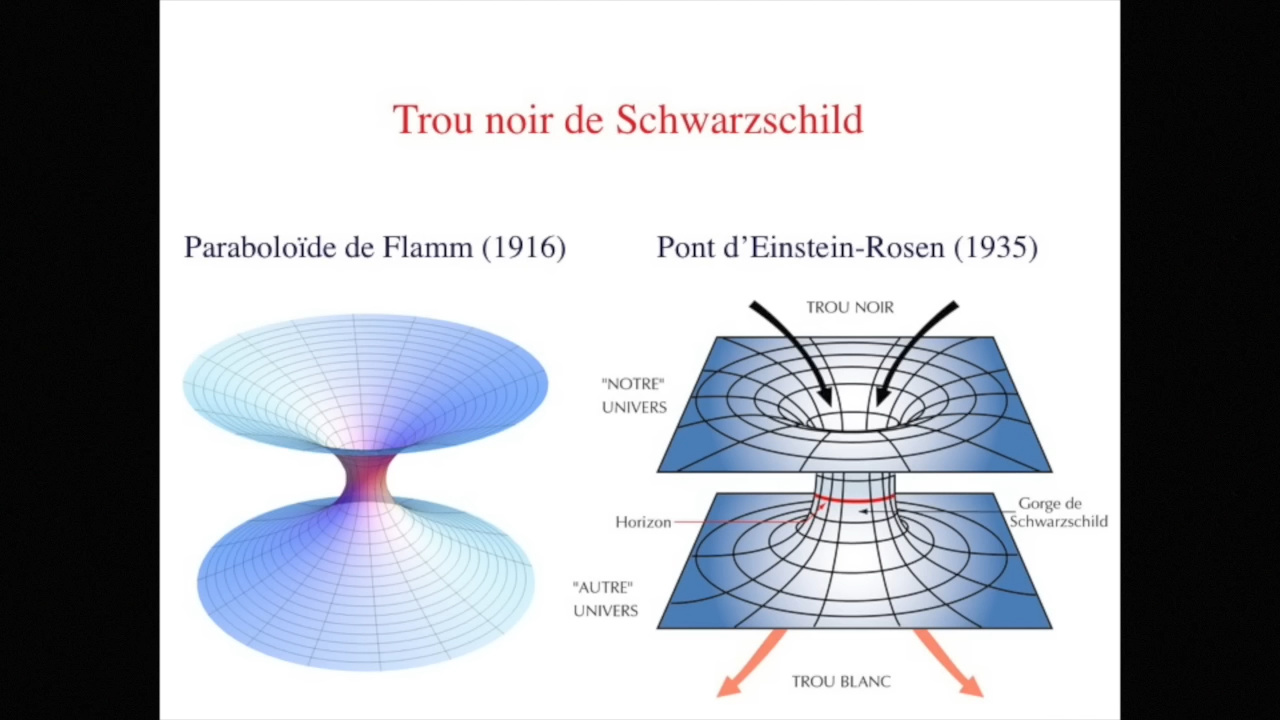 Trou noir de Schwarzschild
Paraboloïde de Flamm (1916)
Pont d'Einstein-Rosen (1935)
TROU NOIR
"NOTRE"
UNIVERS
Horizon
Gorge de
Schwarzschild
"AUTRE"
UNIVERS
TROU BLANC